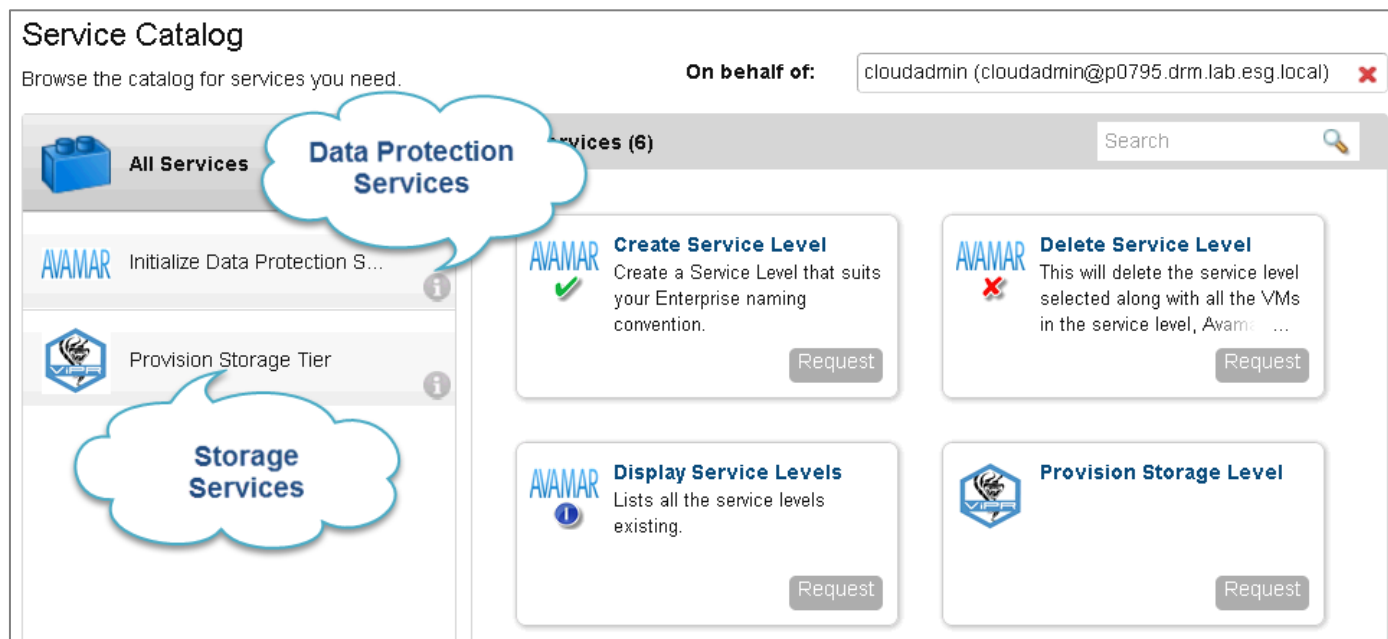 Service Catalog
Browse the catalog for services you need.
On behalf of:
cloudadmin (cloudadmin@p0795.drm.lab.esg.local)
All Services
Data Protection
Services
(6)
Search
AVAMAR
Initialize Data Protection S...
ViPR
Provision Storage Tier
Storage
Services
AVAMAR
Create Service Level
Create a Service Level that suits
your Enterprise naming
convention.
Request
AVAMAR
Delete Service Level
This will delete the service level
selected along with all the VMs
in the service level, Avama ...
Request
AVAMAR
Display Service Levels
Lists all the service levels
existing.
Request
ViPR
Provision Storage Level
Request